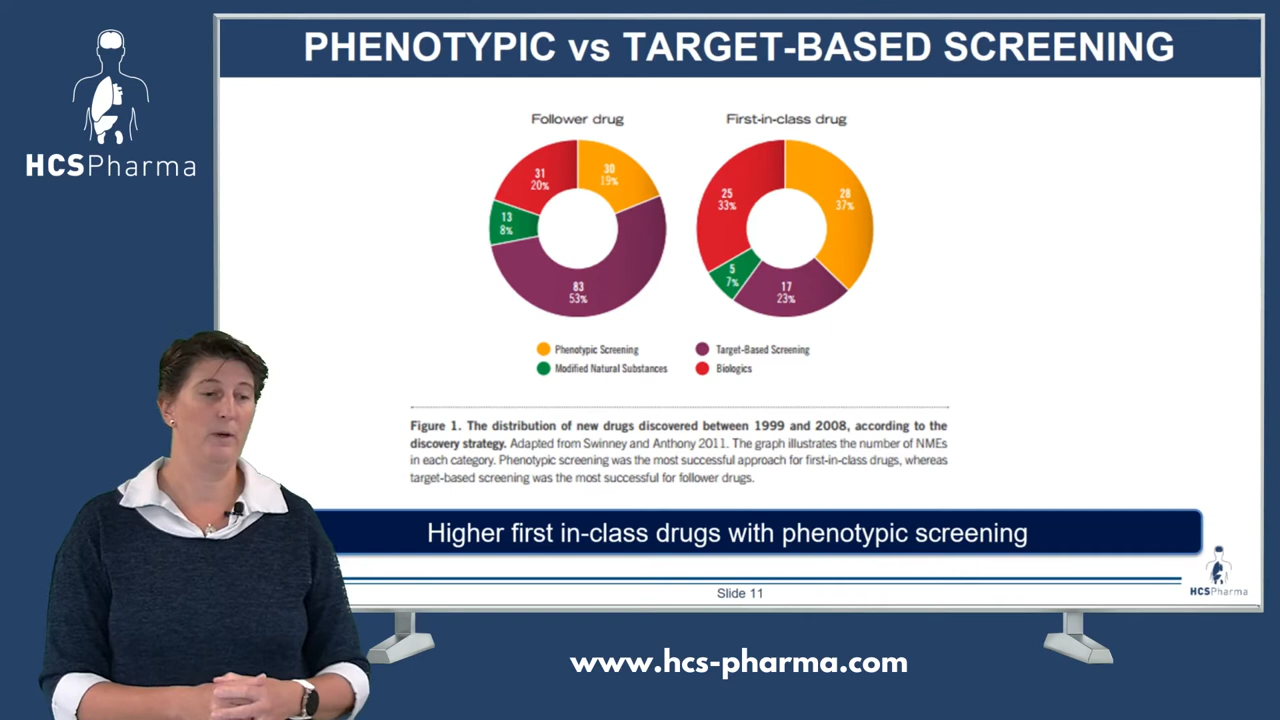 HCSPharma
PHENOTYPIC vs TARGET-BASED SCREENING
Follower drug
First-in-class drug
31
20%
30
19%
13
8%
83
53%
25
33%
28
37%
5
7%
17
23%
Phenotypic Screening
Target-Based Screening
Modified Natural Substances
Biologics
Figure 1. The distribution of new drugs discovered between 1999 and 2008, according to the
discovery strategy. Adapted from Swinney and Anthony 2011. The graph illustrates the number of NMEs
in each category. Phenotypic screening was the most successful approach for first-in-class drugs, whereas
target-based screening was the most successful for follower drugs.
Higher first in-class drugs with phenotypic screening
Slide 11
HCSPharma
www.hcs-pharma.com